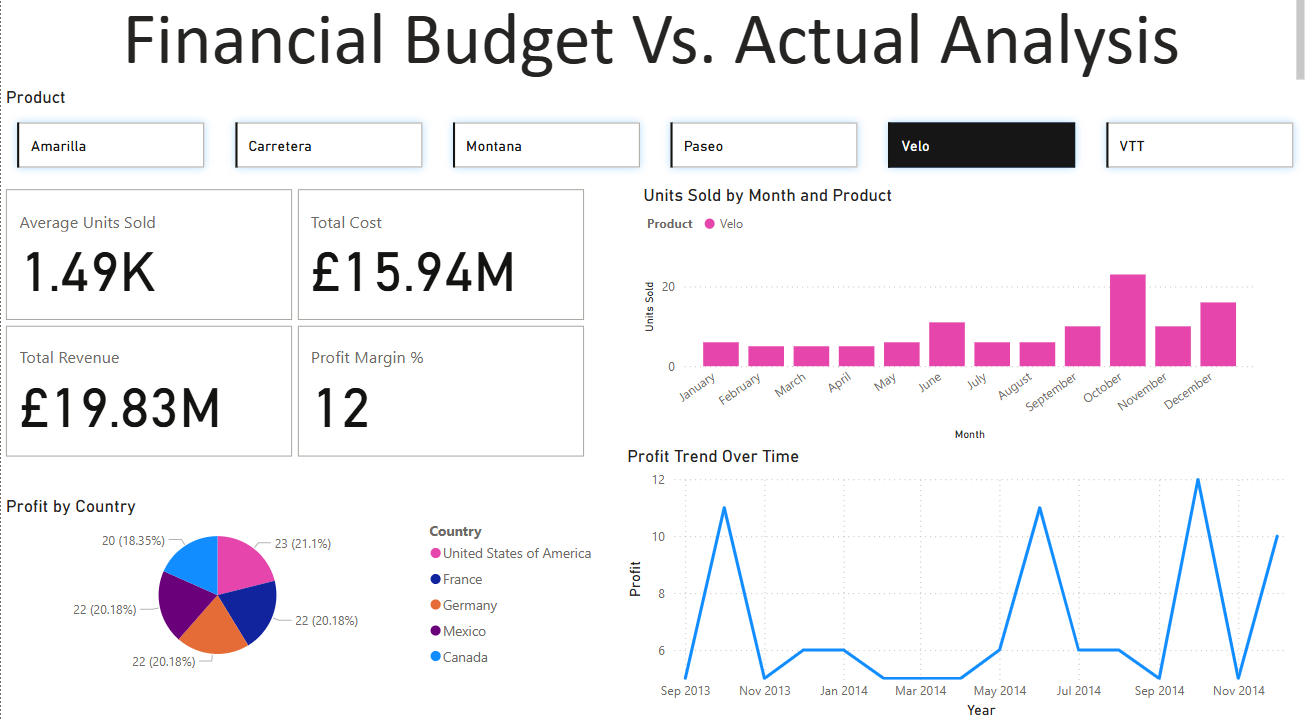 Financial Budget Vs. Actual Analysis
Product
Amarilla
Carretera
Montana
Paseo
Velo
VTT
Average Units Sold
1.49K
Total Cost
£15.94M
Total Revenue
£19.83M
Profit Margin %
12
Units Sold by Month and Product
Product Velo
Units Sold
20
0
January February March April May June July August September October November December
Month
Profit by Country
20 (18.35%)
23 (21.1%)
22 (20.18%)
22 (20.18%)
22 (20.18%)
Country
United States of America
France
Germany
Mexico
Canada
Profit Trend Over Time
Profit
12
10
8
6
Sep 2013 Nov 2013 Jan 2014 Mar 2014 May 2014 Jul 2014 Sep 2014 Nov 2014
Year